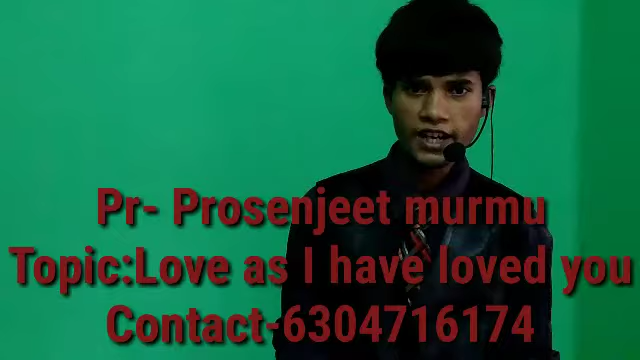 Pr- Prosenjeet murmu
Topic:Love as I have loved you
Contact-6304716174